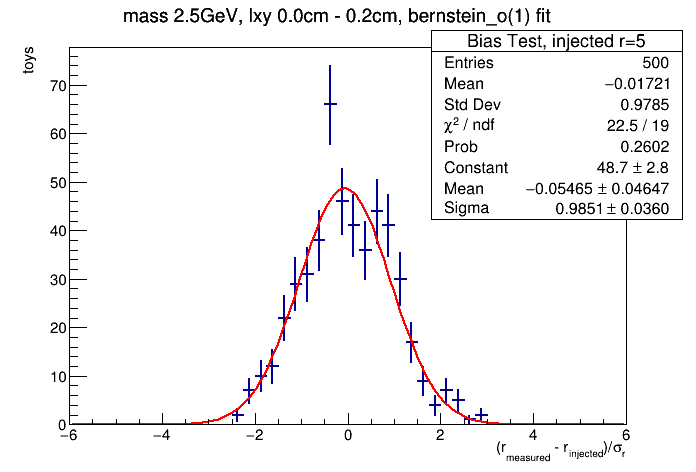 mass 2.5GeV, lxy 0.0cm - 0.2cm, bernstein_o(1) fit
toys
Bias Test, injected r=5
Entries 500
Mean −0.01721
Std Dev 0.9785
χ² / ndf 22.5 / 19
Prob 0.2602
Constant 48.7 ± 2.8
Mean −0.05465 ± 0.04647
Sigma 0.9851 ± 0.0360
70
60
50
40
30
20
10
0
−6 −4 −2 0 2 4 6
(r_measured - r_injected)/σ_r